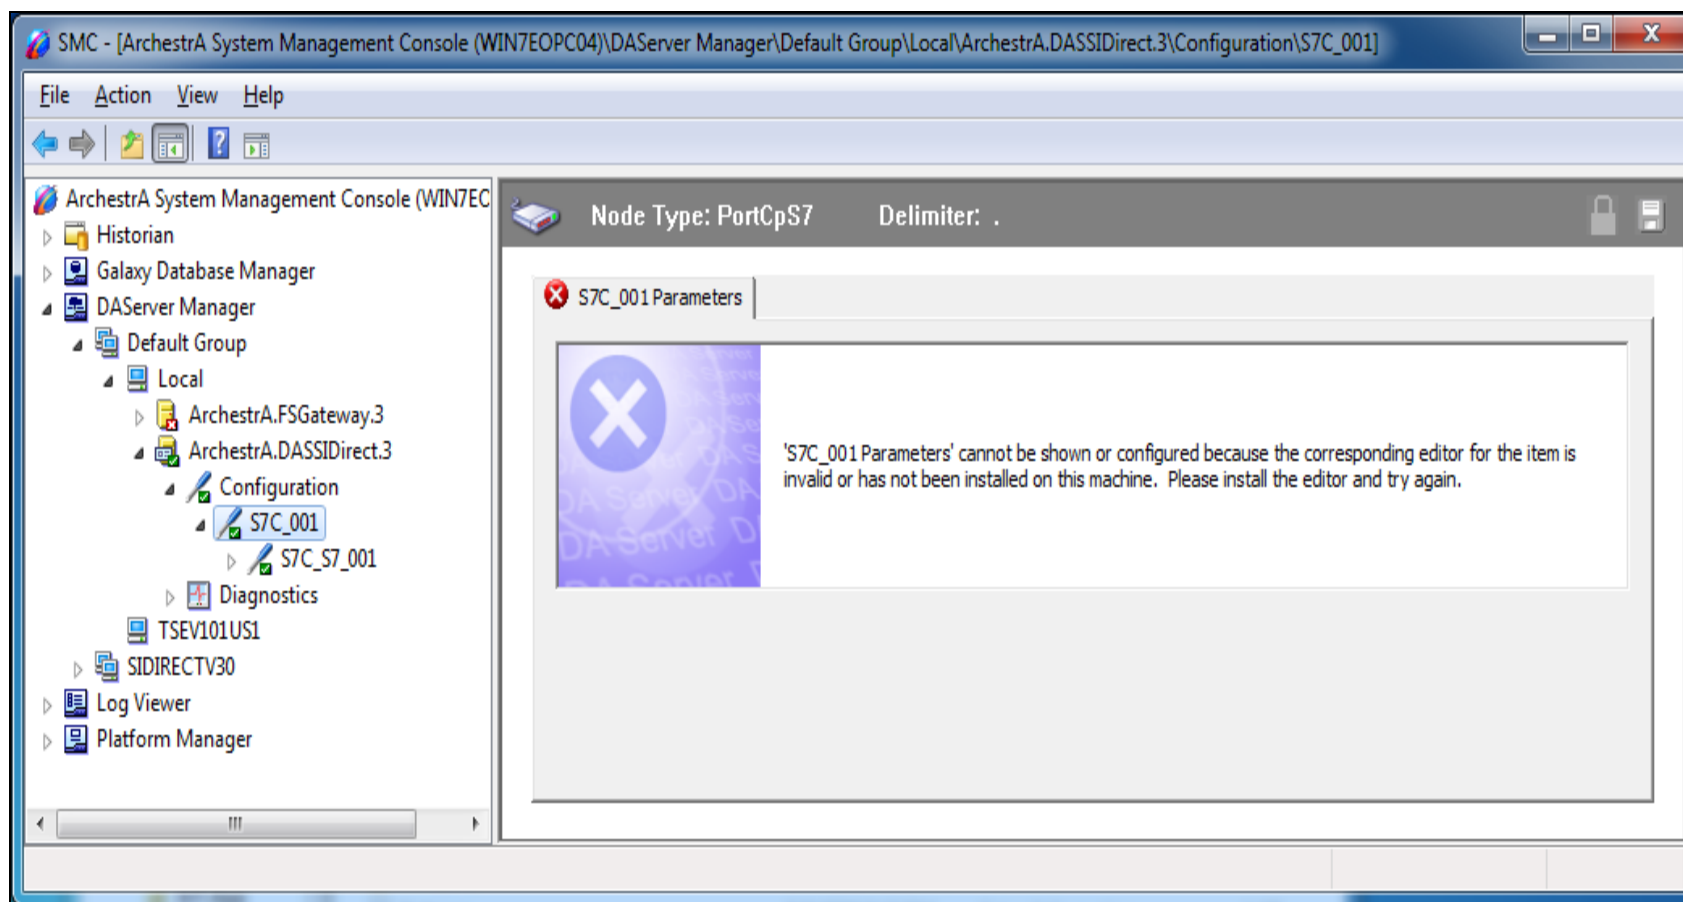 SMC - [ArchestrA System Management Console (WIN7EOPC04)\DAServer Manager\Default Group\Local\ArchestrA.DASSIDirect.3\Configuration\S7C_001]
File Action View Help
ArchestrA System Management Console (WIN7EC
Historian
Galaxy Database Manager
DAServer Manager
Default Group
Local
ArchestrA.FSGateway.3
ArchestrA.DASSIDirect.3
Configuration
S7C_001
S7C_S7_001
Diagnostics
TSEV101US1
SIDIRECTV30
Log Viewer
Platform Manager
Node Type: PortCpS7 Delimiter: .
S7C_001 Parameters
'S7C_001 Parameters' cannot be shown or configured because the corresponding editor for the item is
invalid or has not been installed on this machine. Please install the editor and try again.
DA Server